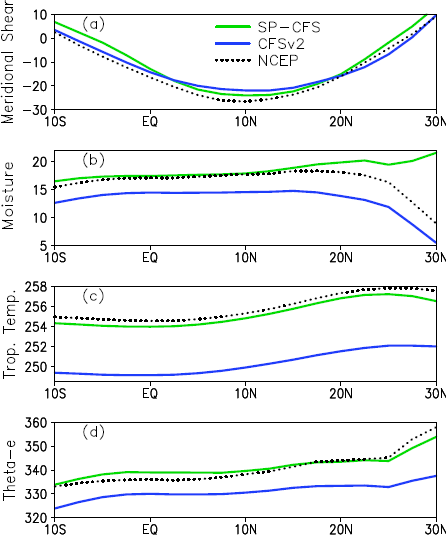 Meridional Shear
10
0
-10
-20
-30
(a)
SP-CFS
CFSv2
NCEP
10S EQ 10N 20N 30N
Moisture
20
15
10
5
(b)
10S EQ 10N 20N 30N
Trop. Temp.
258
256
254
252
250
(c)
10S EQ 10N 20N 30N
Theta-e
360
350
340
330
320
(d)
10S EQ 10N 20N 30N